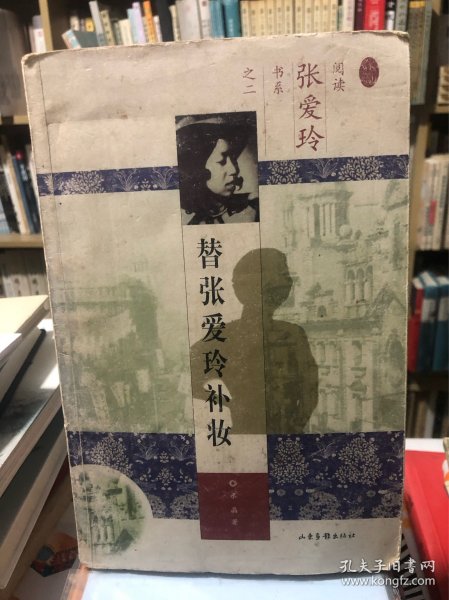 阅读
张爱玲
书系
之二
替张爱玲补妆
水晶 著
山东画报出版社
孔夫子旧书网
www.kongfz.com